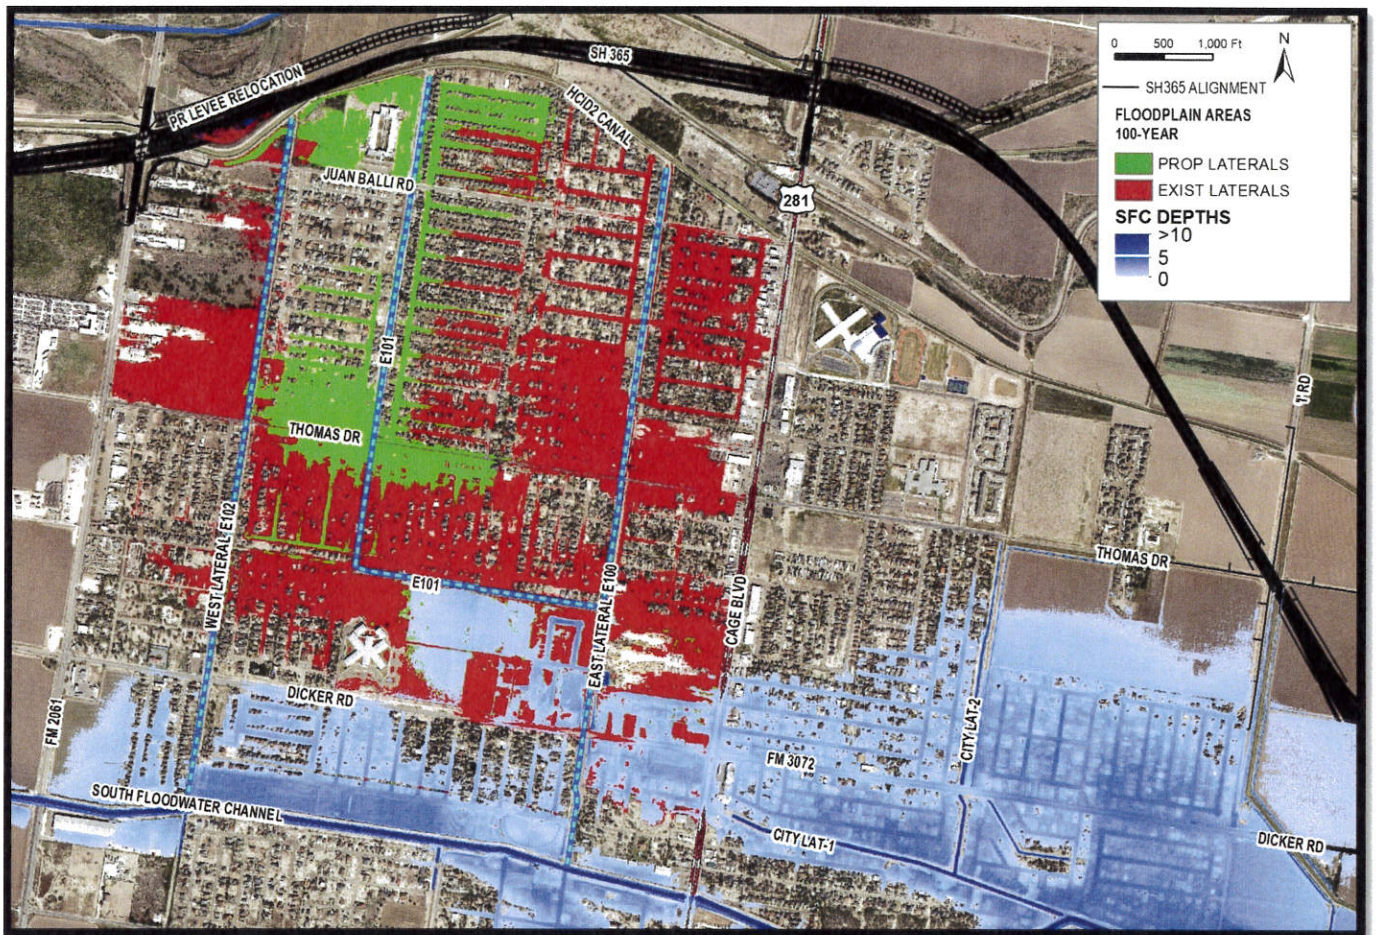 0 500 1,000 Ft
N
SH365 ALIGNMENT
FLOODPLAIN AREAS
100-YEAR
PROP LATERALS
EXIST LATERALS
SFC DEPTHS
>10
5
0
SH 365
PR LEVEE RELOCATION
HCID2 CANAL
JUAN BALLI RD
281
E101
T RD
THOMAS DR
WEST LATERAL E102
THOMAS DR
E101
EAST LATERAL E100
CAGE BLVD
DICKER RD
FM 2061
CITY LAT-2
FM 3072
SOUTH FLOODWATER CHANNEL
CITY LAT-1
DICKER RD